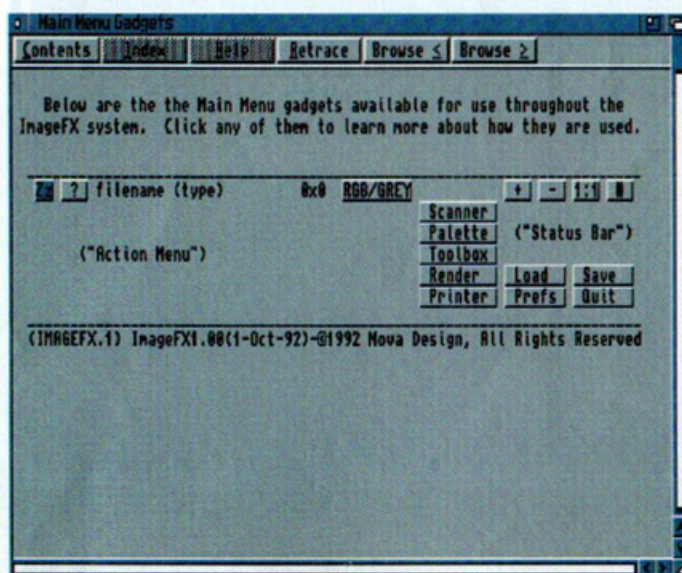 Main Menu Gadgets
Contents Index Help Retrace Browse < Browse >
Below are the the Main Menu gadgets available for use throughout the
ImageFX system. Click any of them to learn more about how they are used.
Zz ? filename (type) 0x0 RGB/GREY + - 1:1
Scanner
Palette ("Status Bar")
("Action Menu") Toolbox
Render Load Save
Printer Prefs Quit
(IMAGEFX.1) ImageFX1.00(1-Oct-92)-©1992 Nova Design, All Rights Reserved